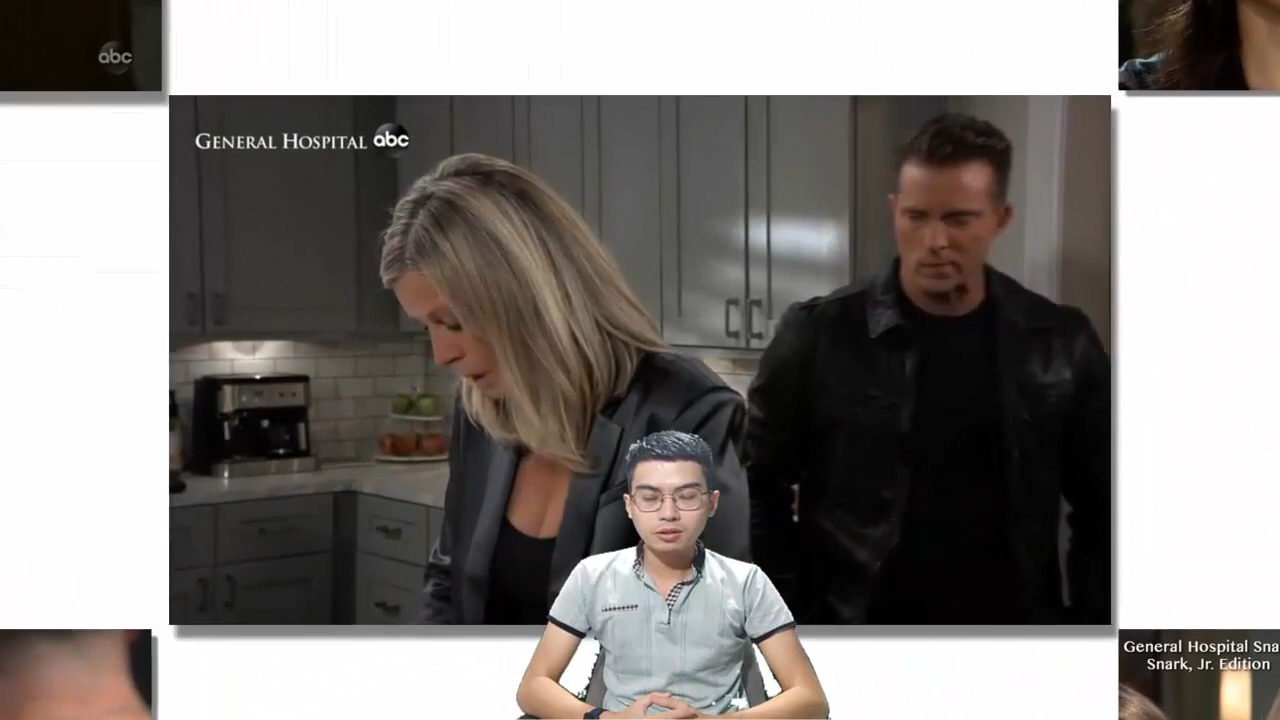 abc
GENERAL HOSPITAL abc
General Hospital Sna
Snark, Jr. Edition